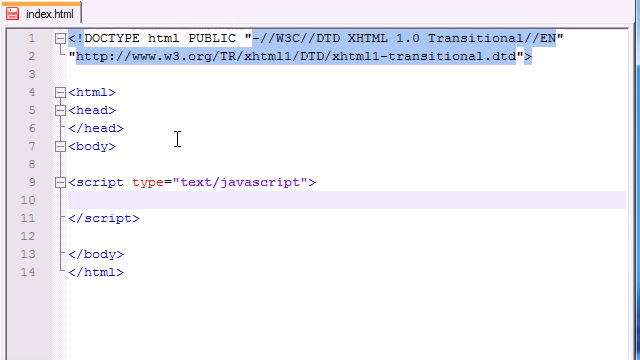 index.html
1 <!DOCTYPE html PUBLIC "-//W3C//DTD XHTML 1.0 Transitional//EN"
2 "http://www.w3.org/TR/xhtml1/DTD/xhtml1-transitional.dtd">
3
4 <html>
5 <head>
6 </head>
7 <body>
8
9 <script type="text/javascript">
10
11 </script>
12
13 </body>
14 </html>